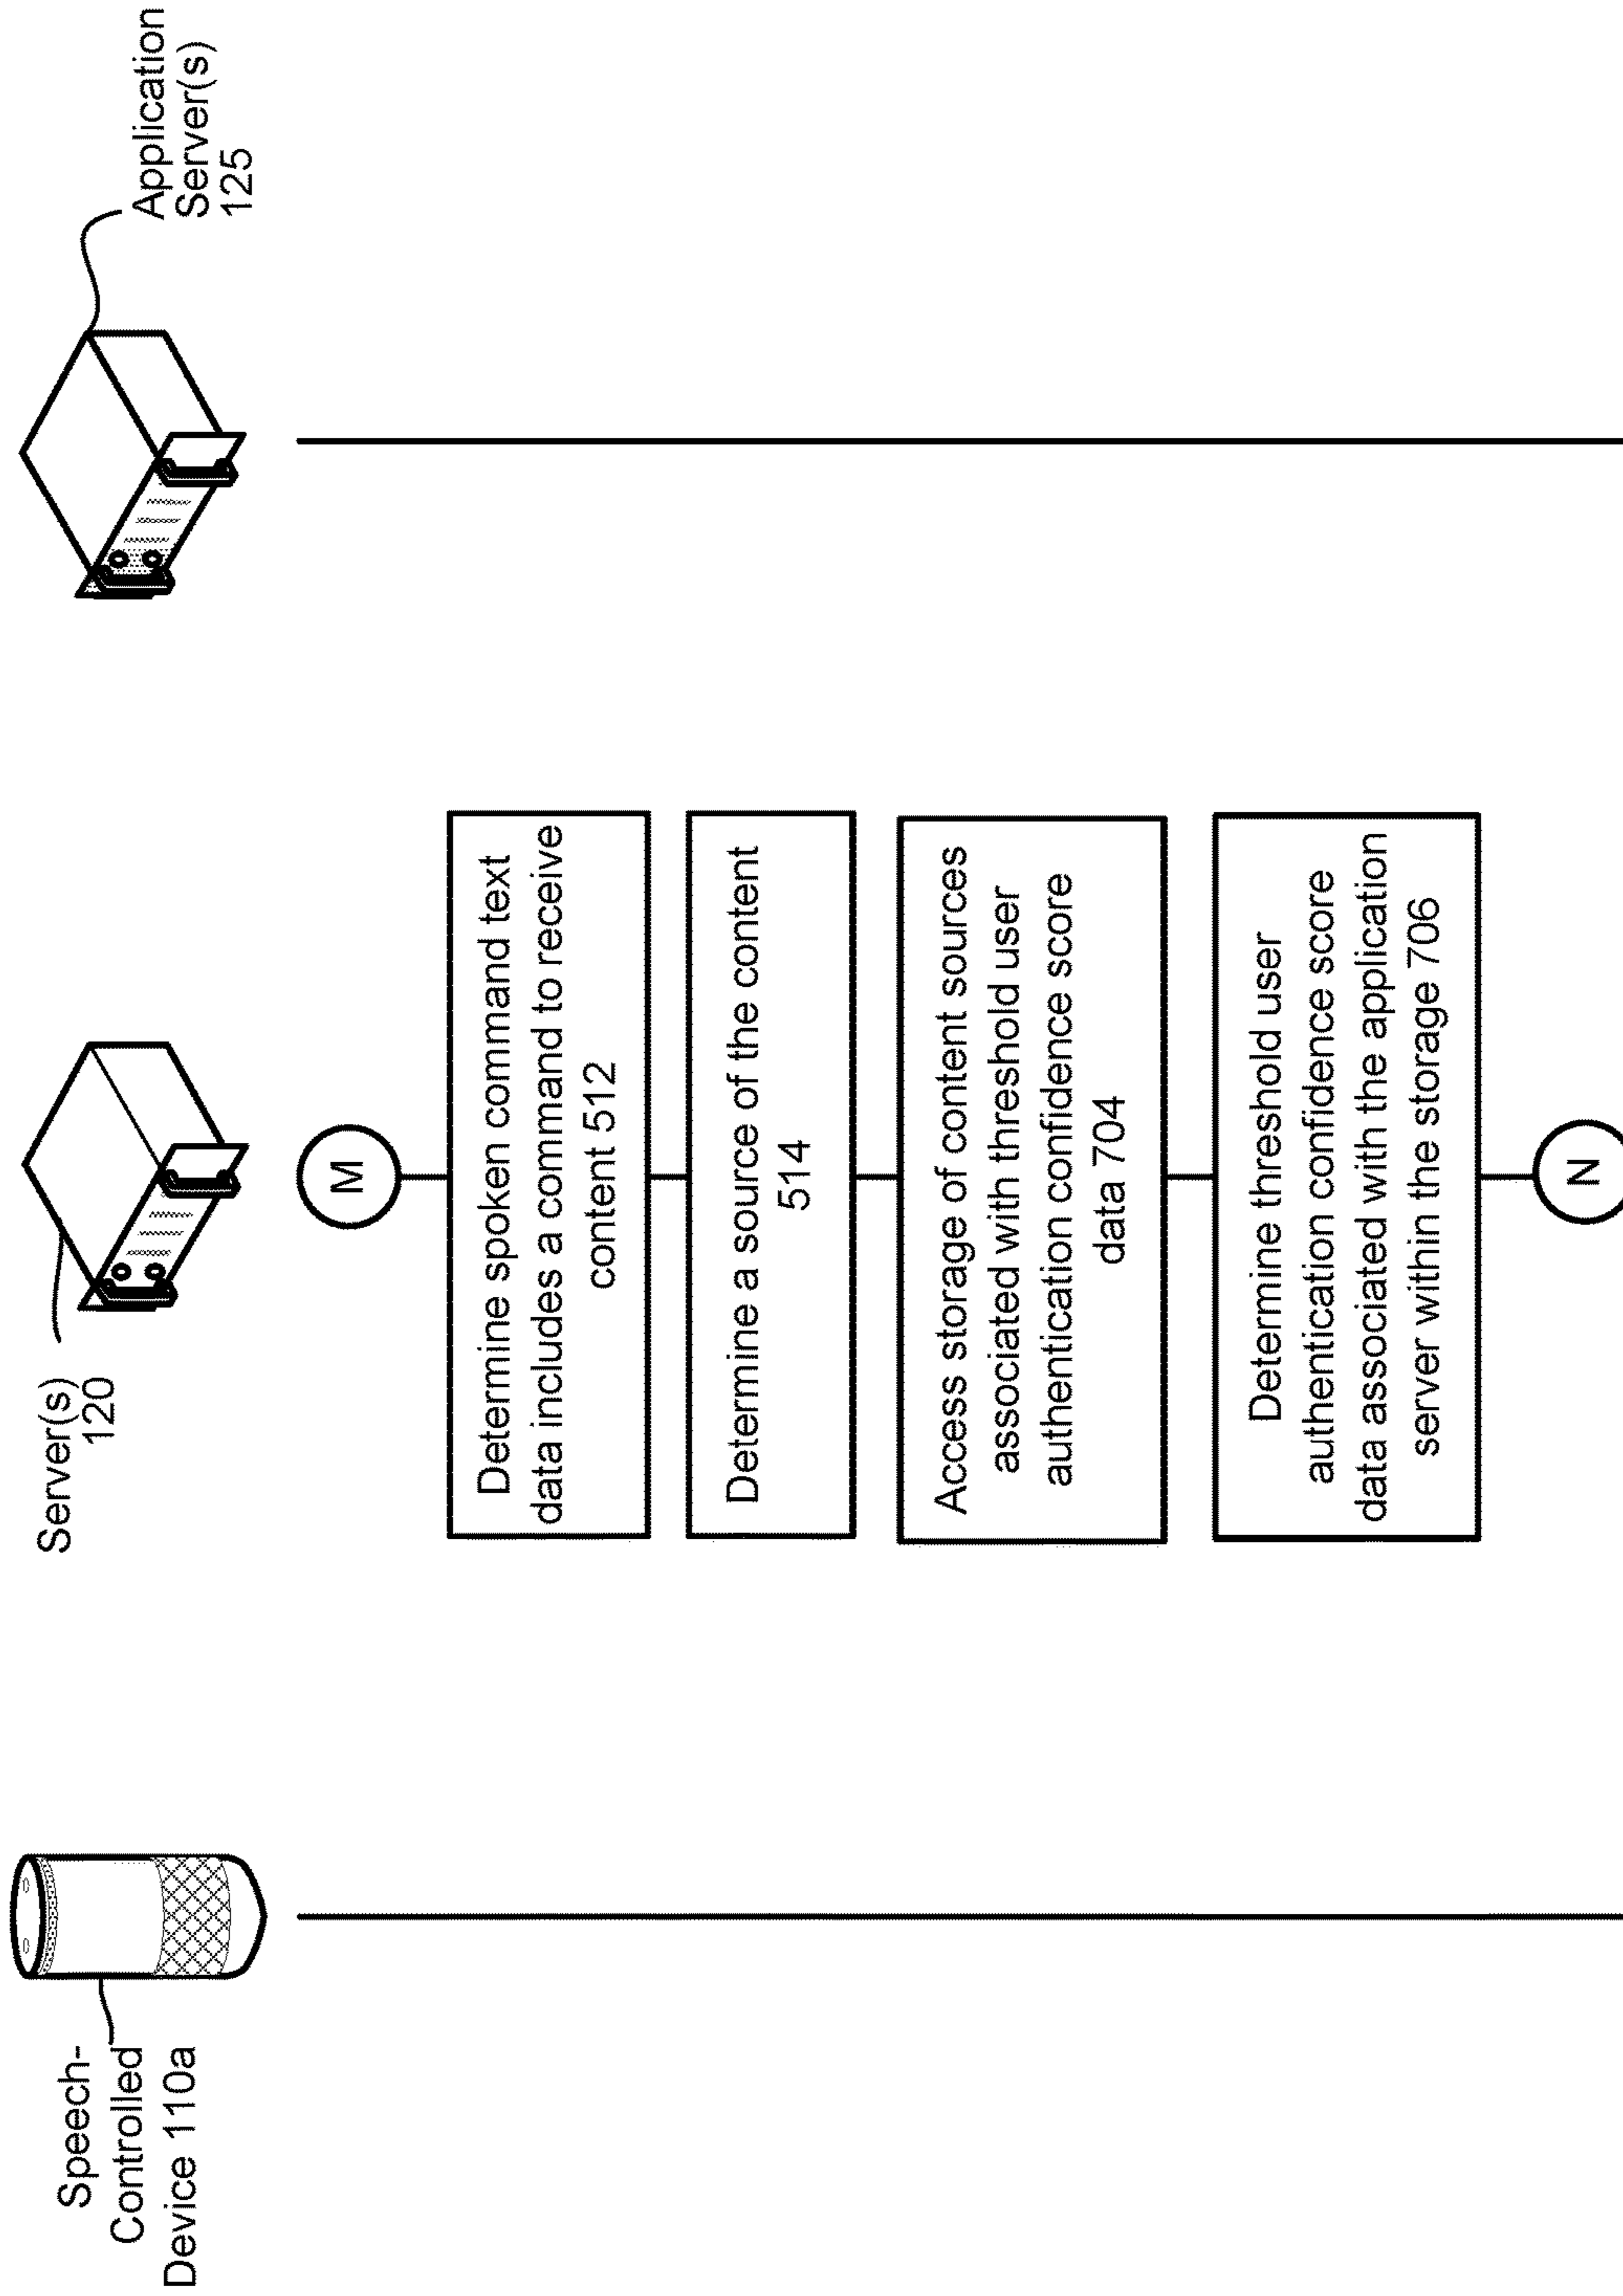 Speech-
Controlled
Device 110a
Server(s)
120
Application
Server(s)
125
M
Determine spoken command text
data includes a command to receive
content 512
Determine a source of the content
514
Access storage of content sources
associated with threshold user
authentication confidence score
data 704
Determine threshold user
authentication confidence score
data associated with the application
server within the storage 706
N